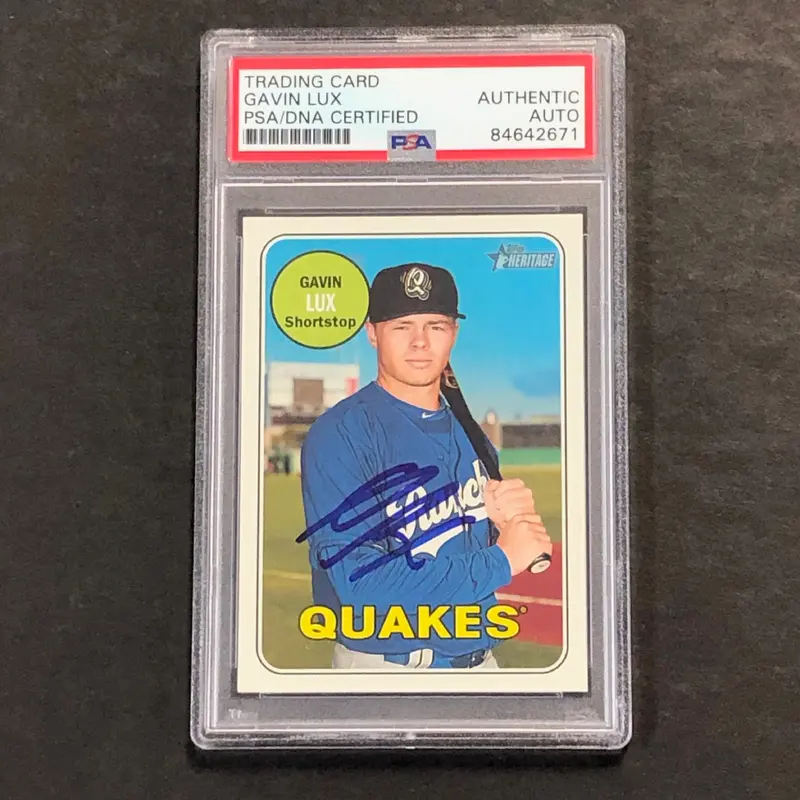 TRADING CARD
GAVIN LUX
PSA/DNA CERTIFIED
AUTHENTIC
AUTO
84642671
PSA
GAVIN
LUX
Shortstop
Topps
HERITAGE
Q
QUAKES